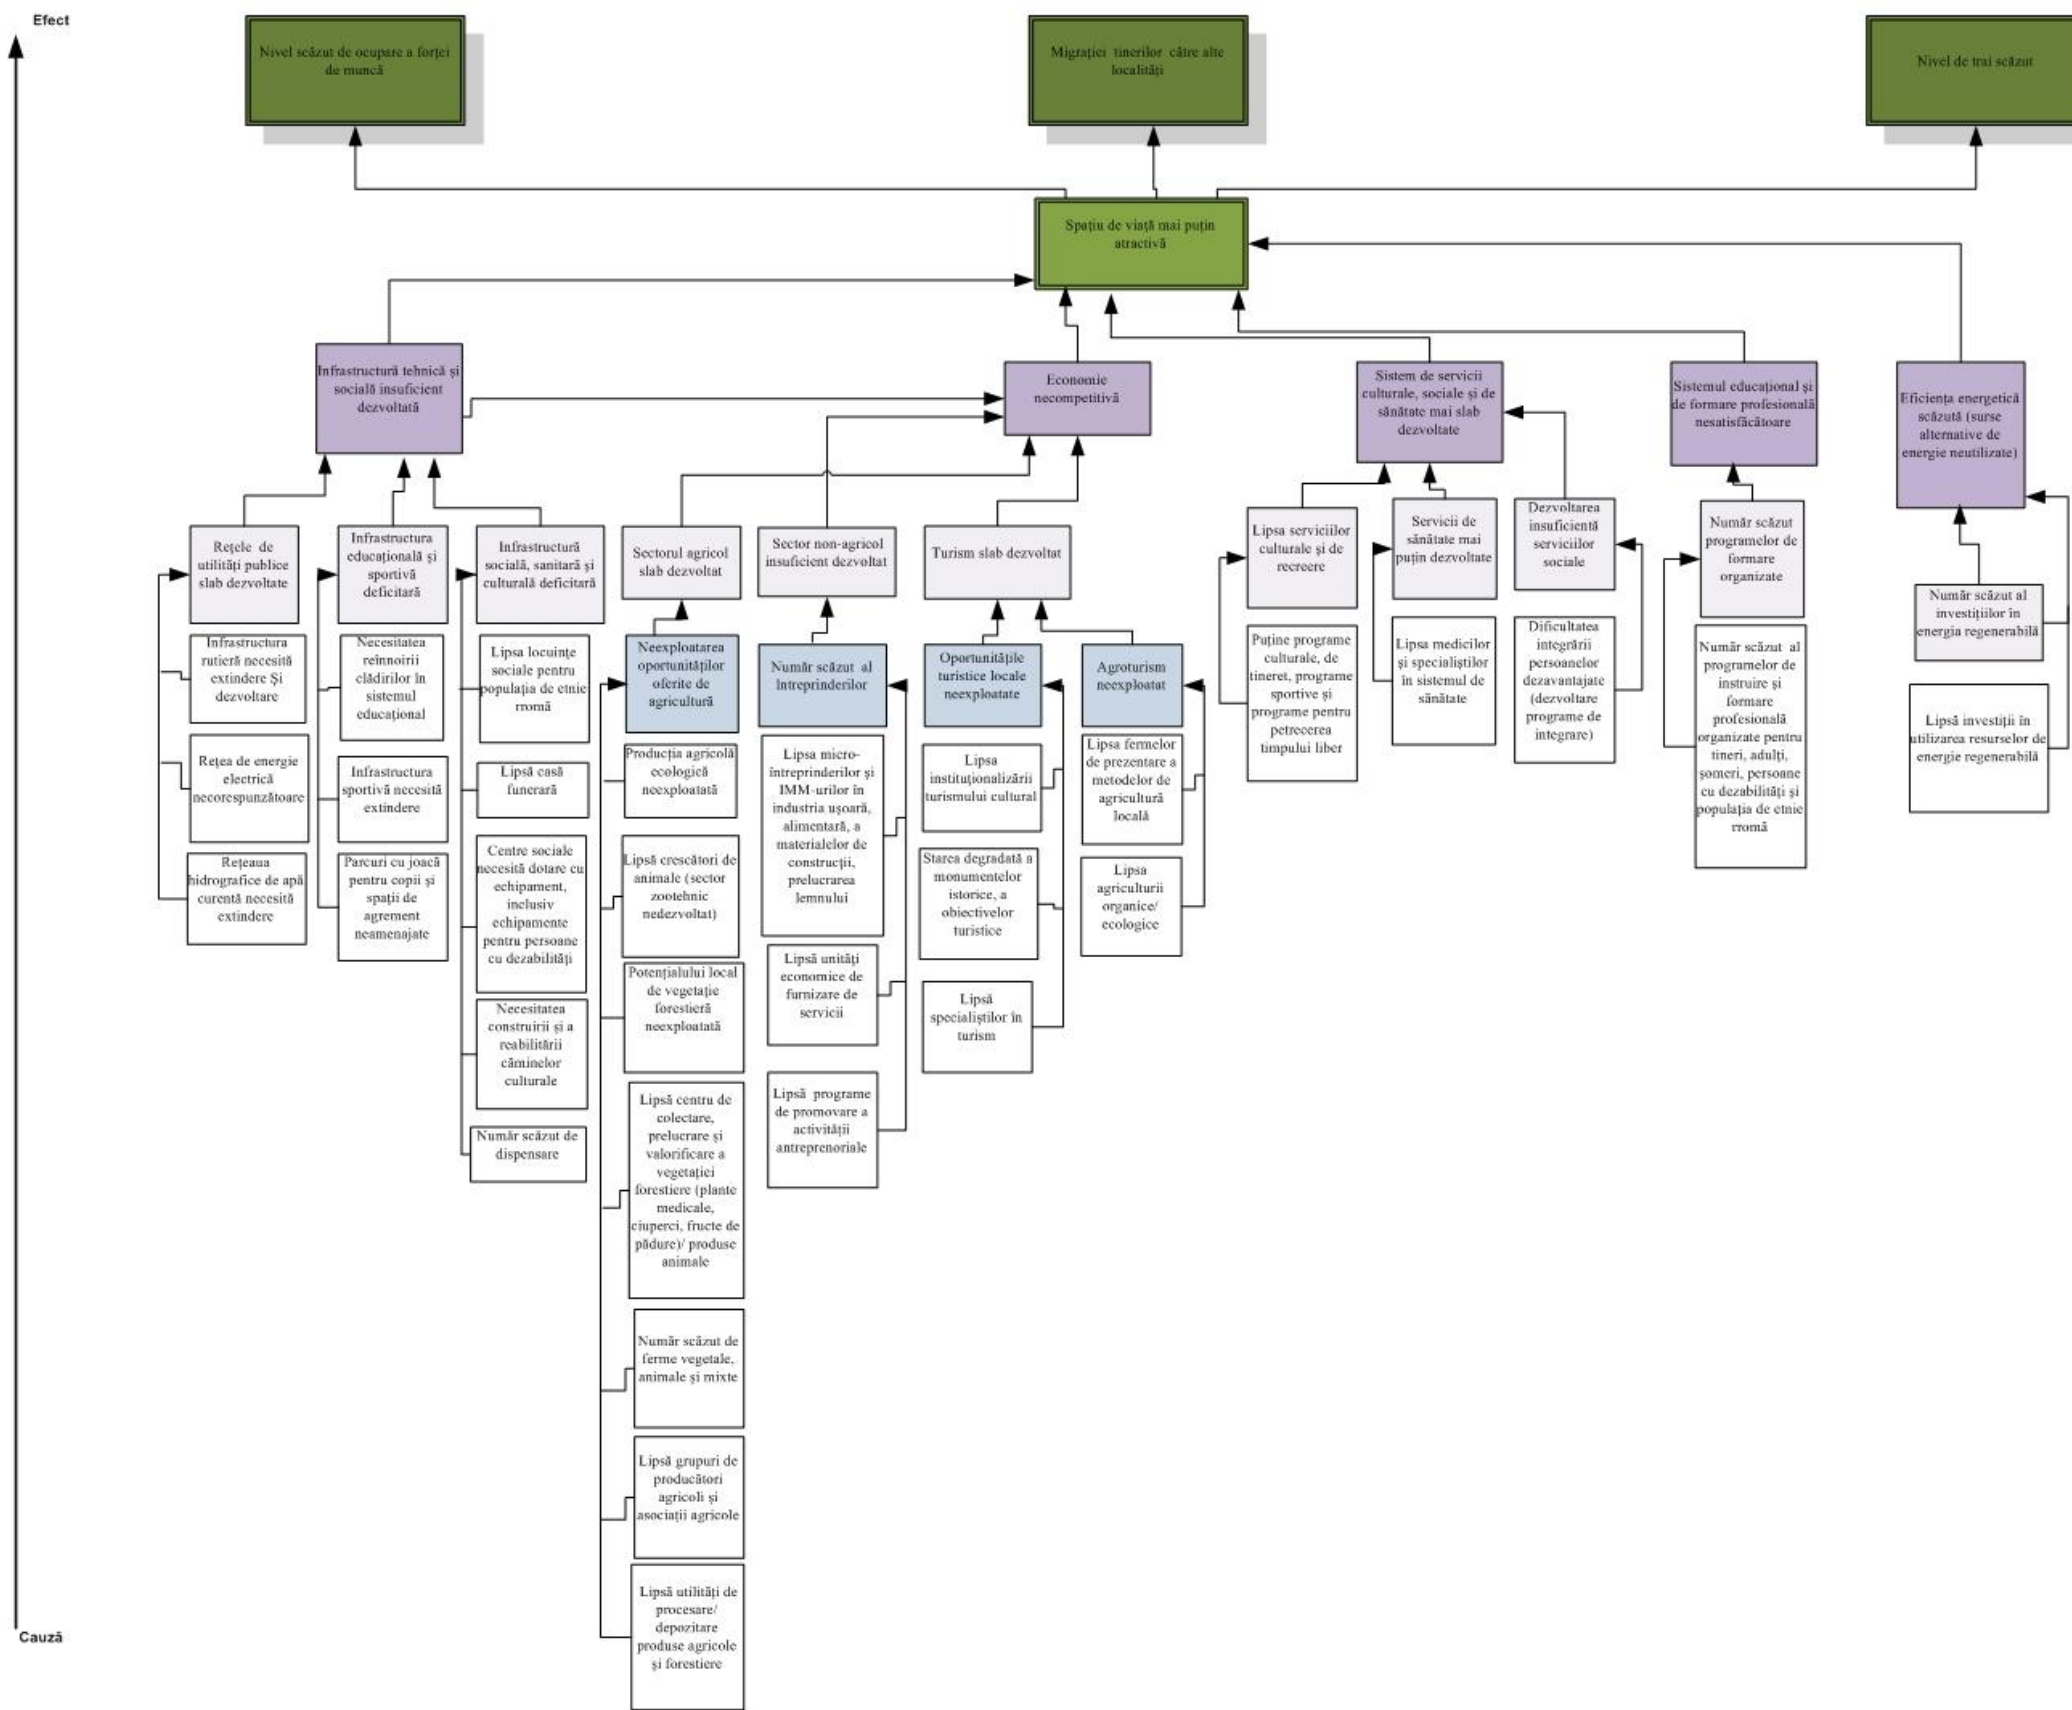 Efect
Nivel scăzut de ocupare a forței
de muncă
Migrației tinerilor către alte
localități
Nivel de trai scăzut
Spațiu de viață mai puțin
atractivă
Infrastructură tehnică și
socială insuficient
dezvoltată
Economie
necompetitivă
Sistem de servicii
culturale, sociale și de
sănătate mai slab
dezvoltate
Sistemul educațional și
de formare profesională
nesatisfăcătoare
Eficiența energetică
scăzută (surse
alternative de
energie neutilizate)
Rețele de
utilități publice
slab dezvoltate
Infrastructura
educațională și
sportivă
deficitară
Infrastructură
socială, sanitară și
culturală deficitară
Sectorul agricol
slab dezvoltat
Sector non-agricol
insuficient dezvoltat
Turism slab dezvoltat
Lipsa serviciilor
culturale și de
recreere
Servicii de
sănătate mai
puțin dezvoltate
Dezvoltarea
insuficientă
serviciilor
sociale
Număr scăzut
programelor de
formare
organizate
Număr scăzut al
investițiilor în
energia regenerabilă
Infrastructura
rutieră necesită
extindere Și
dezvoltare
Rețea de energie
electrică
necorespunzătoare
Rețeaua
hidrografice de apă
curentă necesită
extindere
Necesitatea
reînnoirii
clădirilor în
sistemul
educațional
Infrastructura
sportivă necesită
extindere
Parcuri cu joacă
pentru copii și
spații de
agrement
neamenajate
Lipsa locuințe
sociale pentru
populația de etnie
rromă
Lipsă casă
funerară
Centre sociale
necesită dotare cu
echipament,
inclusiv
echipamente
pentru persoane
cu dezabilități
Necesitatea
construirii și a
reabilitării
căminelor
culturale
Număr scăzut de
dispensare
Neexploatarea
oportunităților
oferite de
agricultură
Producția agricolă
ecologică
neexploatată
Lipsă crescători de
animale (sector
zootehnic
nedezvoltat)
Potențialului local
de vegetație
forestieră
neexploatată
Lipsă centru de
colectare,
prelucrare și
valorificare a
vegetației
forestiere (plante
medicale,
ciuperci, fructe de
pădure)/ produse
animale
Număr scăzut de
ferme vegetale,
animale și mixte
Lipsă grupuri de
producători
agricoli și
asociații agricole
Lipsă utilități de
procesare/
depozitare
produse agricole
și forestiere
Număr scăzut al
întreprinderilor
Lipsa micro-
întreprinderilor și
IMM-urilor în
industria ușoară,
alimentară, a
materialelor de
construcții,
prelucrarea
lemnului
Lipsă unități
economice de
furnizare de
servicii
Lipsă programe
de promovare a
activității
antreprenoriale
Oportunitățile
turistice locale
neexploatate
Lipsa
instituționalizării
turismului cultural
Starea degradată a
monumentelor
istorice, a
obiectivelor
turistice
Lipsă
specialiștilor în
turism
Agroturism
neexploatat
Lipsa fermelor
de prezentare a
metodelor de
agricultură
locală
Lipsa
agriculturii
organice/
ecologice
Puține programe
culturale, de
tineret, programe
sportive și
programe pentru
petrecerea
timpului liber
Lipsa medicilor
și specialiștilor
în sistemul de
sănătate
Dificultatea
integrării
persoanelor
dezavantajate
(dezvoltare
programe de
integrare)
Număr scăzut al
programelor de
instruire și
formare
profesională
organizate pentru
tineri, adulți,
șomeri, persoane
cu dezabilități și
populația de etnie
rromă
Lipsă investiții în
utilizarea resurselor de
energie regenerabilă
Cauză